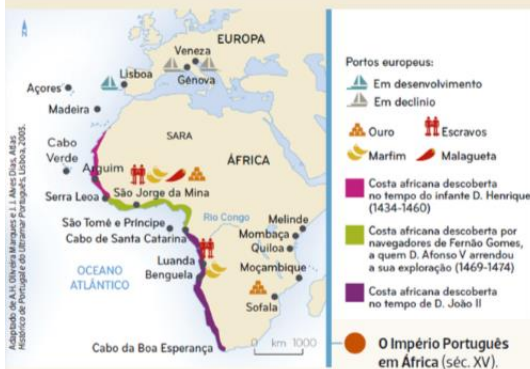 N
EUROPA
Veneza
Génova
Lisboa
Açores
Madeira
SARA
Cabo
Verde
ÁFRICA
Arguim
Serra Leoa
São Jorge da Mina
São Tomé e Príncipe
Rio Congo
Cabo de Santa Catarina
Melinde
Mombaça
Quiloa
Luanda
Benguela
Moçambique
OCEANO
ATLÂNTICO
Sofala
Cabo da Boa Esperança
0 km 1000
Adaptado de A.H. Oliveira Marques e J. J. Alves Dias, Atlas
Histórico de Portugal e do Ultramar Português, Lisboa, 2003.
Portos europeus:
Em desenvolvimento
Em declínio
Ouro
Escravos
Marfim
Malagueta
Costa africana descoberta
no tempo do infante D. Henrique
(1434-1460)
Costa africana descoberta por
navegadores de Fernão Gomes,
a quem D. Afonso V arrendou
a sua exploração (1469-1474)
Costa africana descoberta
no tempo de D. João II
O Império Português
em África (séc. XV).